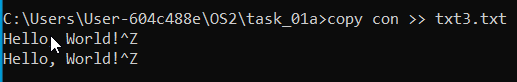 C:\Users\User-604c488e\OS2\task_01a>copy con >> txt3.txt
Hello, World!^Z
Hello, World!^Z